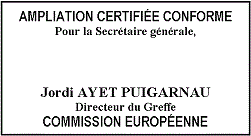 AMPLIATION CERTIFIÉE CONFORME
Pour la Secrétaire générale,
Jordi AYET PUIGARNAU
Directeur du Greffe
COMMISSION EUROPÉENNE